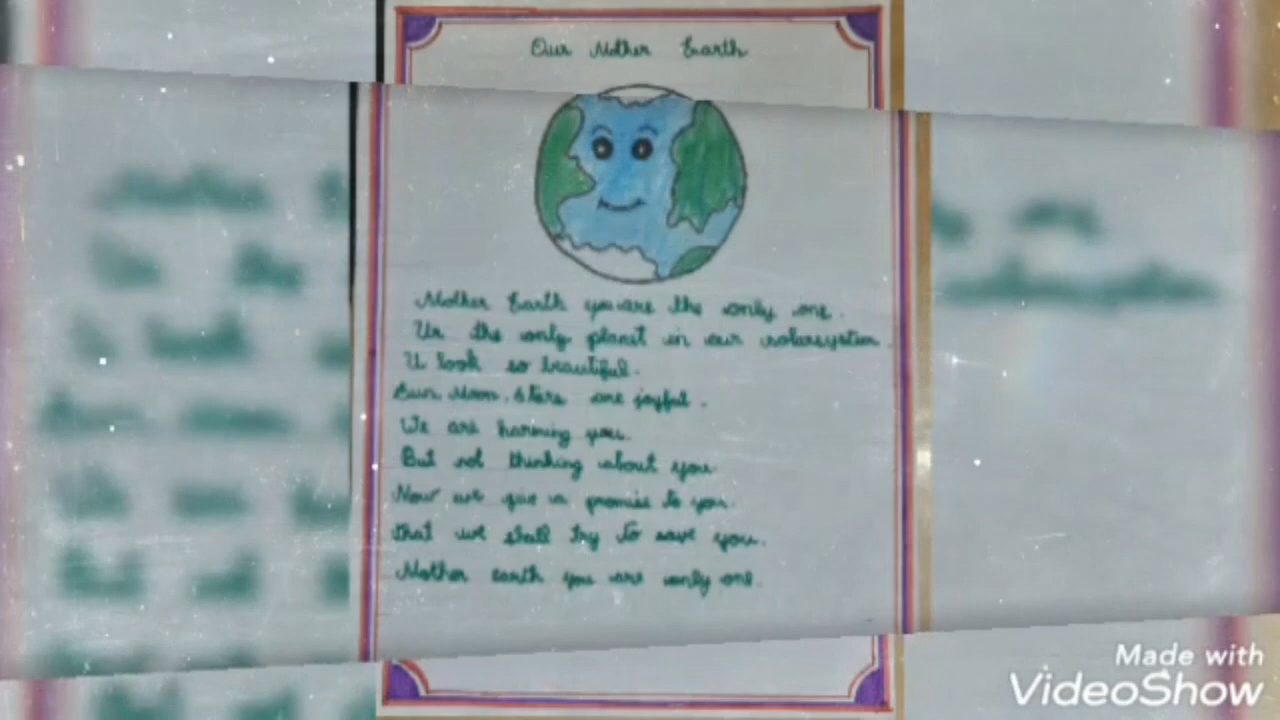 Our Mother Earth
Mother Earth you are the only one.
Ur the only planet in our solarsystem.
U look so beautiful.
Sun, Moon, Stars are joyful.
We are harming you.
But not thinking about you
Now we give a promise to you.
that we shall try to save you.
Mother earth you are only one.
Made with
VideoShow